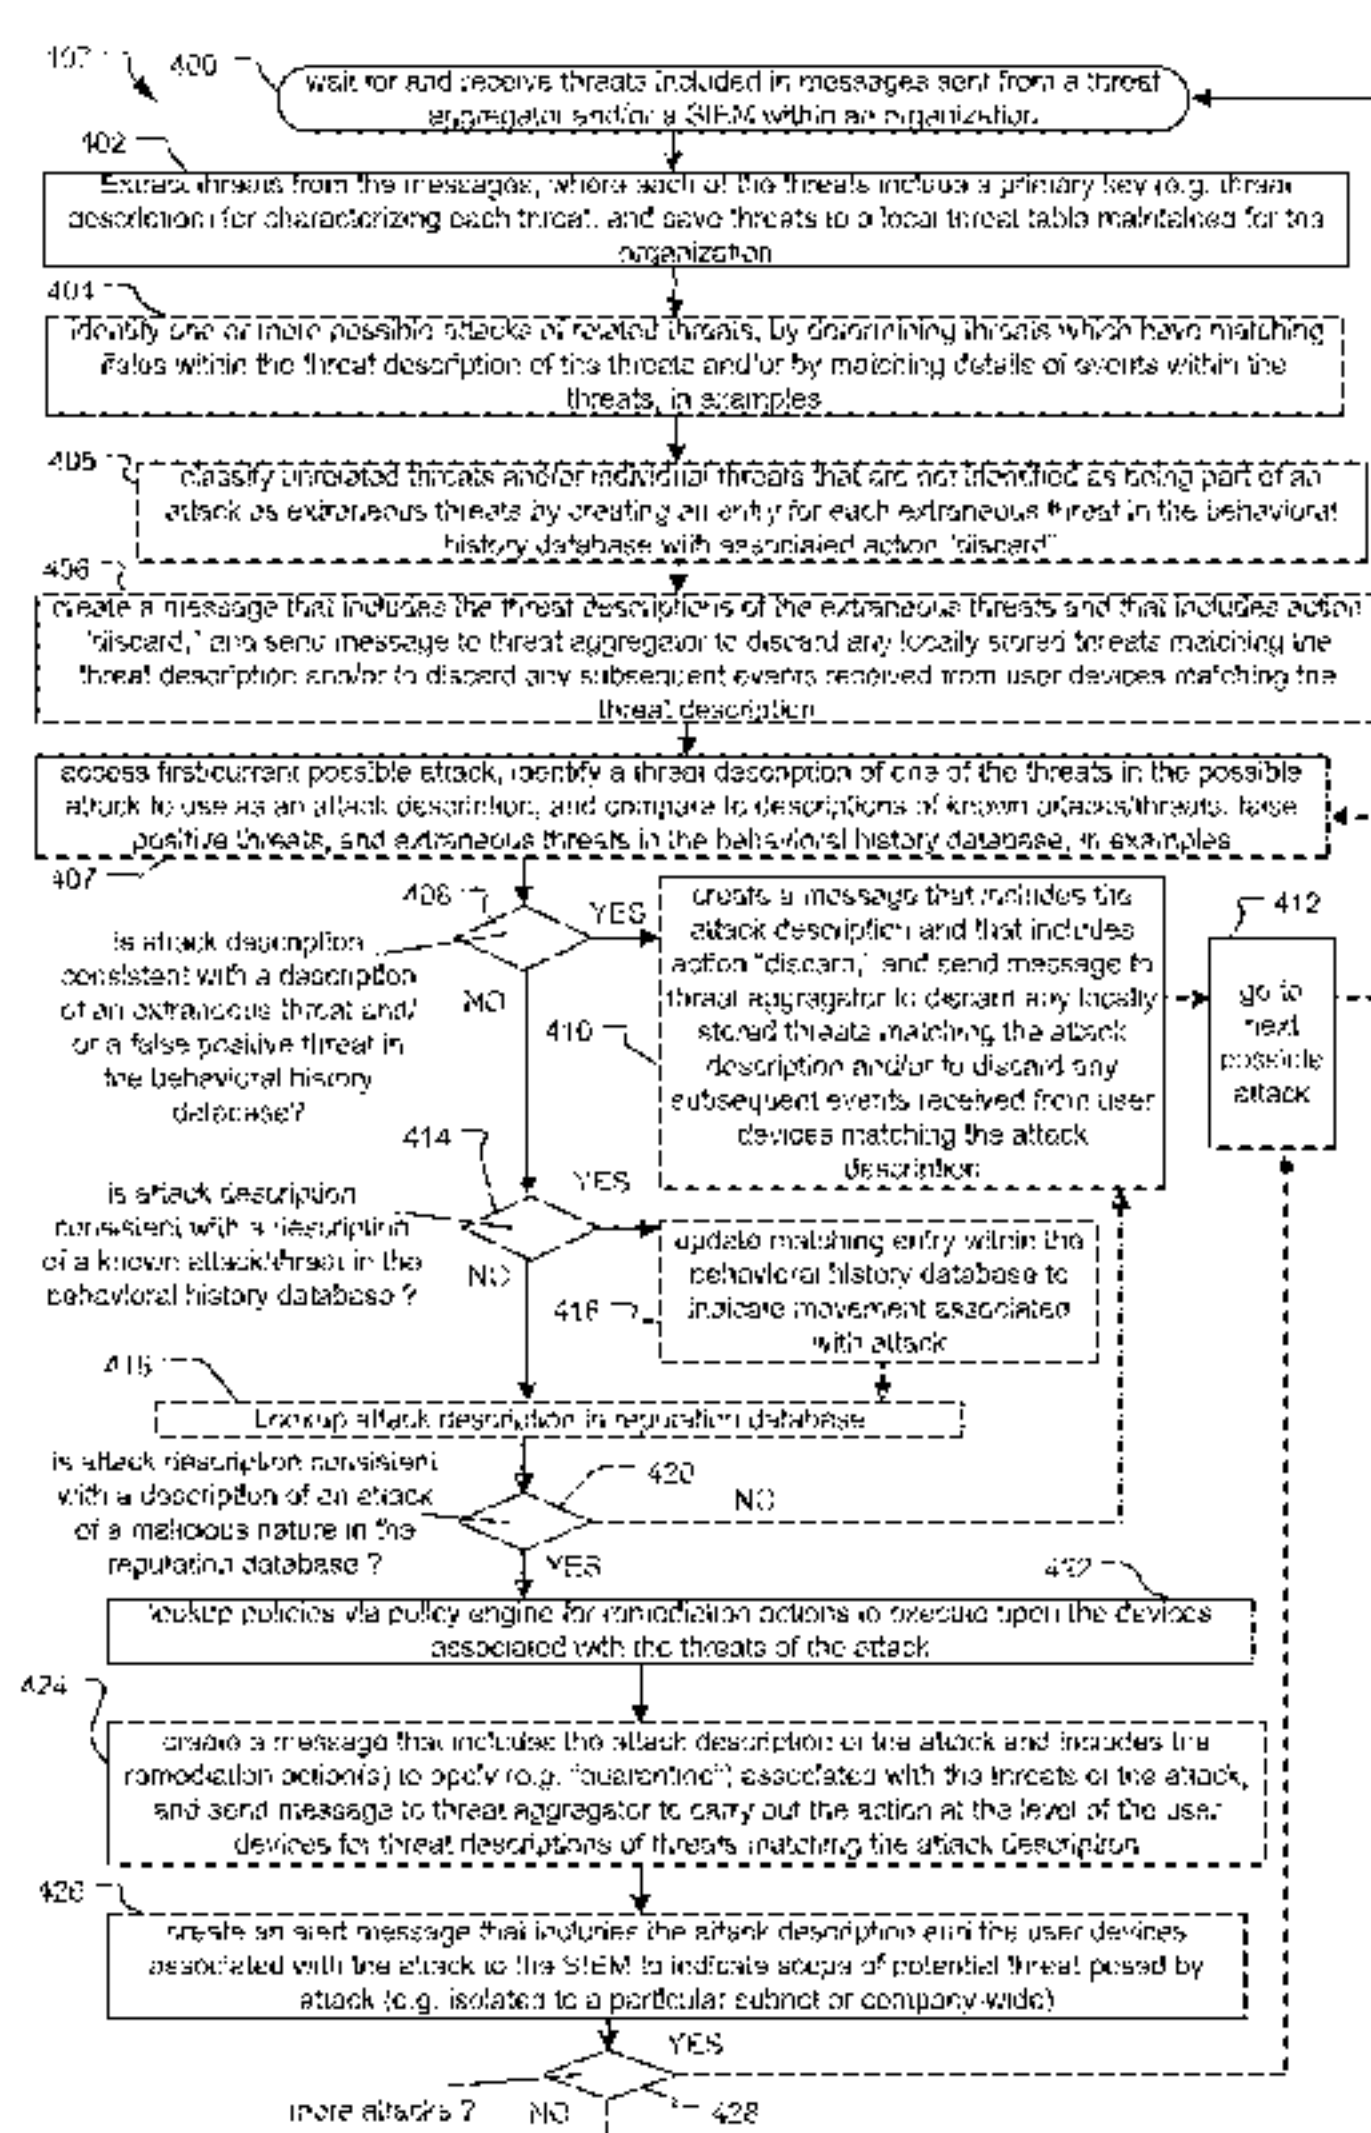 107
400
wait for and receive threats included in messages sent from a threat
aggregator and/or a SIEM within an organization
402
Extract threats from the messages, where each of the threats include a primary key (e.g. threat
description) for characterizing each threat, and save threats to a local threat table maintained for the
organization
404
identify one or more possible attacks of related threats, by determining threats which have matching
within the threat description of the threats and/or by matching details of events within the
threats, in examples
405
classify unrelated threats and/or individual threats that are not identified as being part of an
attack as extraneous threats by creating an entry for each extraneous threat in the behavioral
history database with associated action "discard"
406
create a message that includes the threat descriptions of the extraneous threats and that includes action
"discard," and send message to threat aggregator to discard any locally stored threats matching the
threat description and/or to discard any subsequent events received from user devices matching the
threat description
access first/current possible attack, identify a threat description of one of the threats in the possible
attack to use as an attack description, and compare to descriptions of known attacks/threats, false
positive threats, and extraneous threats in the behavioral history database, in examples
407
408
YES
is attack description
consistent with a description
of an extraneous threat and/
or a false positive threat in
the behavioral history
database?
NO
create a message that includes the
attack description and that includes
action "discard," and send message to
threat aggregator to discard any locally
stored threats matching the attack
description and/or to discard any
subsequent events received from user
devices matching the attack
description
410
412
go to
next
possible
attack
414
YES
is attack description
consistent with a description
of a known attack/threat in the
behavioral history database ?
NO
update matching entry within the
behavioral history database to
indicate movement associated
with attack
416
418
Lookup attack description in reputation database
is attack description consistent
with a description of an attack
of a malicious nature in the
reputation database ?
420
NO
YES
422
lookup policies via policy engine for remediation actions to execute upon the devices
associated with the threats of the attack
424
create a message that includes the attack description of the attack and includes the
remediation action(s) to apply (e.g. "quarantine") associated with the threats of the attack,
and send message to threat aggregator to carry out the action at the level of the user
devices for threat descriptions of threats matching the attack description
426
create an alert message that includes the attack description and the user devices
associated with the attack to the SIEM to indicate scope of potential threat posed by
attack (e.g. isolated to a particular subnet or company-wide)
YES
more attacks ?
NO
428